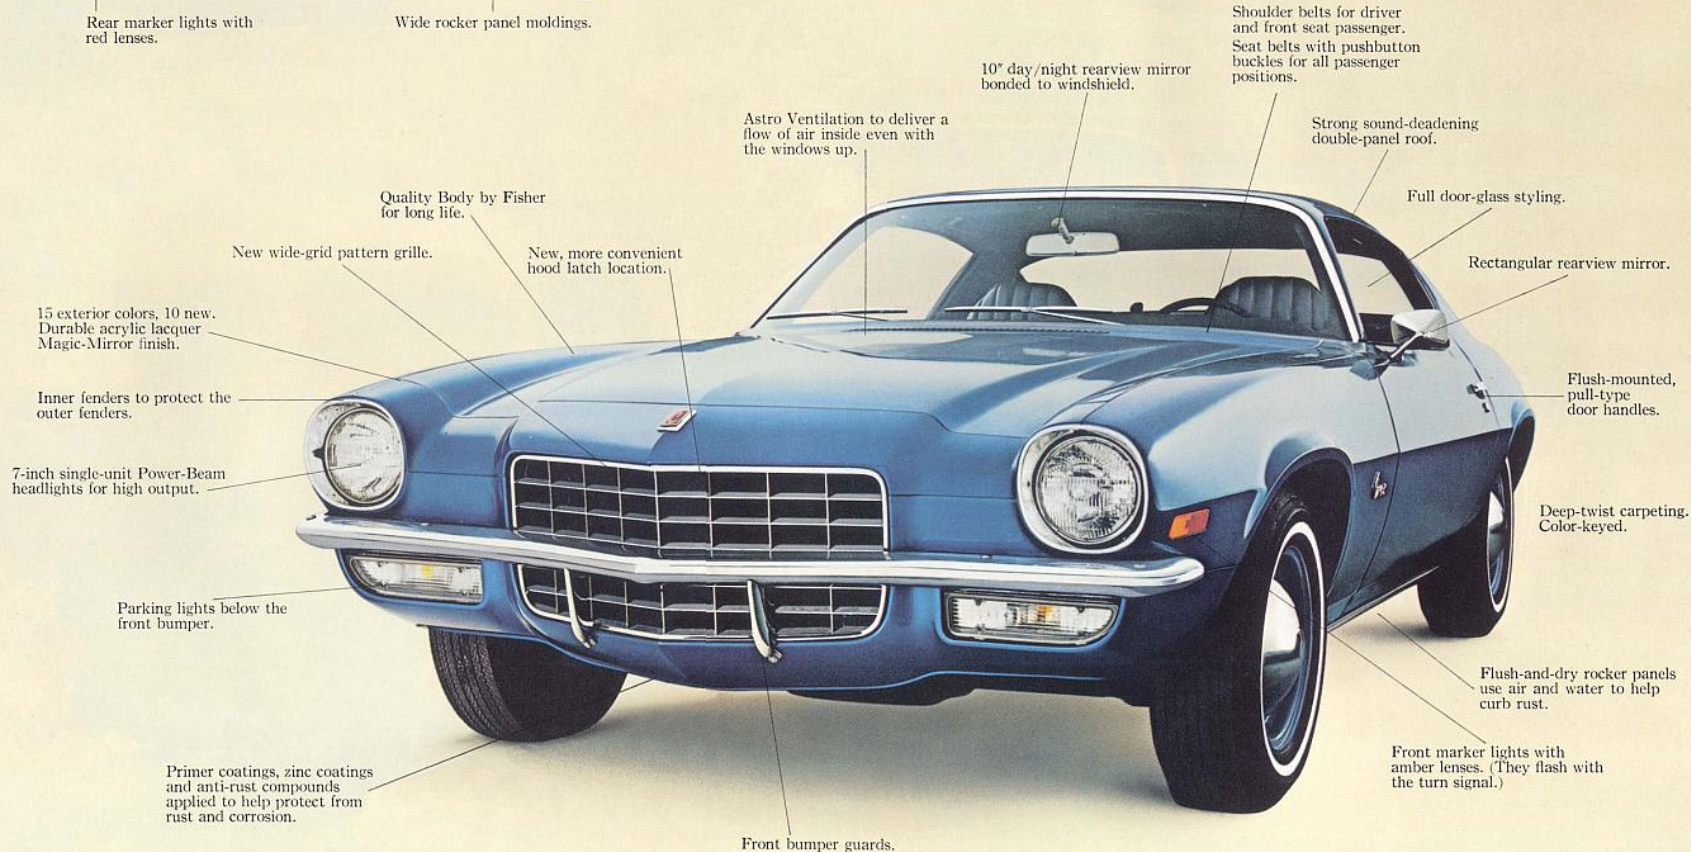 Rear marker lights with
red lenses.
Wide rocker panel moldings.
Shoulder belts for driver
and front seat passenger.
Seat belts with pushbutton
buckles for all passenger
positions.
10" day/night rearview mirror
bonded to windshield.
Astro Ventilation to deliver a
flow of air inside even with
the windows up.
Strong sound-deadening
double-panel roof.
Quality Body by Fisher
for long life.
Full door-glass styling.
New wide-grid pattern grille.
New, more convenient
hood latch location.
Rectangular rearview mirror.
15 exterior colors, 10 new.
Durable acrylic lacquer
Magic-Mirror finish.
Inner fenders to protect the
outer fenders.
Flush-mounted,
pull-type
door handles.
7-inch single-unit Power-Beam
headlights for high output.
Deep-twist carpeting.
Color-keyed.
Parking lights below the
front bumper.
Flush-and-dry rocker panels
use air and water to help
curb rust.
Front marker lights with
amber lenses. (They flash with
the turn signal.)
Primer coatings, zinc coatings
and anti-rust compounds
applied to help protect from
rust and corrosion.
Front bumper guards.